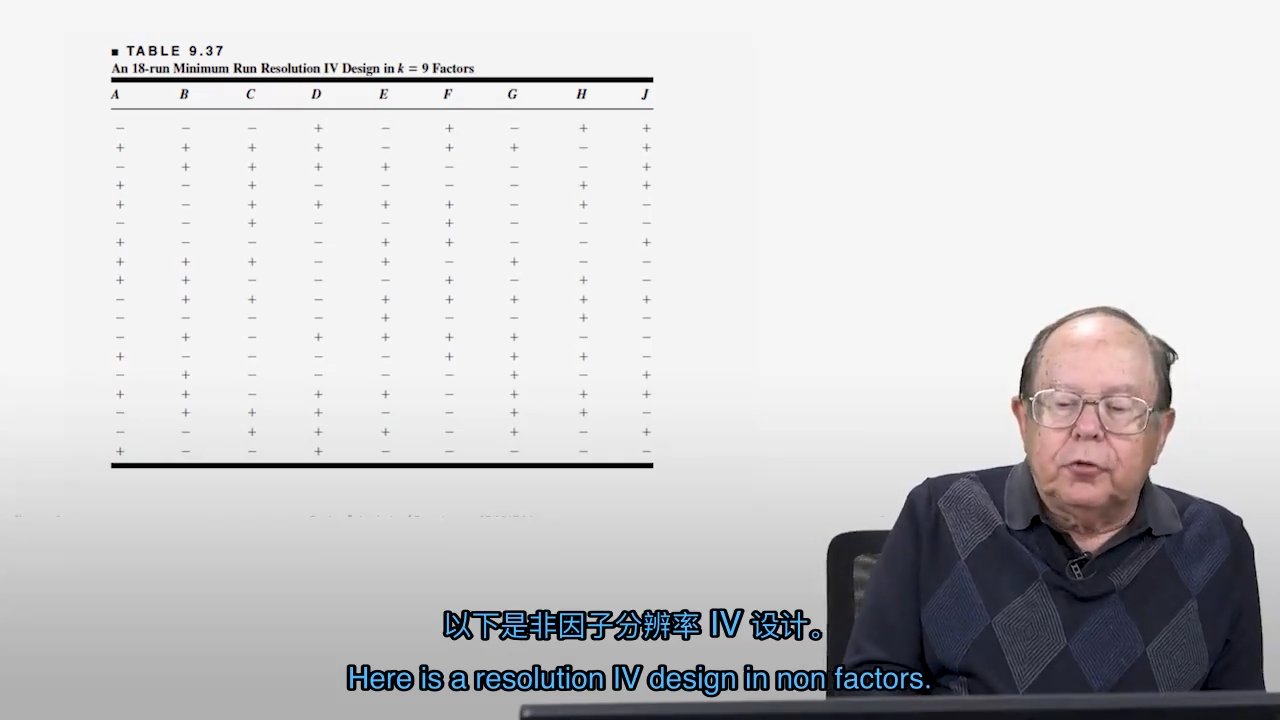 ■ TABLE 9.37
An 18-run Minimum Run Resolution IV Design in k = 9 Factors
A B C D E F G H J
− − − + − + − + +
+ + + + − + + − +
− + + + + − − − +
+ − + − − − − + +
+ − + + + + − + −
− − + − − + − − −
+ − − − + + − − +
+ + + − + − + − −
+ + − − − + − + −
− + + − + + + + +
− − − − + − − + −
− + − + + + + − −
+ − − − − + + + −
− + − − − − + − +
+ + − + + − + + +
− + + + − − + + −
− − + + + − + − +
+ − − + − − − − −
以下是非因子分辨率 IV 设计。
Here is a resolution IV design in non factors.